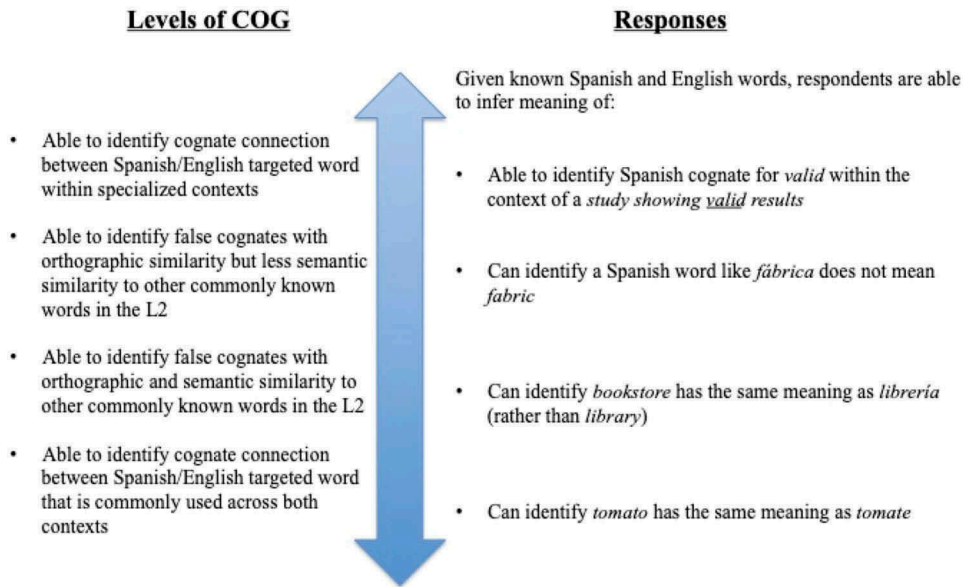 Levels of COG
Responses
Given known Spanish and English words, respondents are able
to infer meaning of:
• Able to identify cognate connection
between Spanish/English targeted word
within specialized contexts
• Able to identify Spanish cognate for valid within the
context of a study showing valid results
• Able to identify false cognates with
orthographic similarity but less semantic
similarity to other commonly known
words in the L2
• Can identify a Spanish word like fábrica does not mean
fabric
• Able to identify false cognates with
orthographic and semantic similarity to
other commonly known words in the L2
• Can identify bookstore has the same meaning as librería
(rather than library)
• Able to identify cognate connection
between Spanish/English targeted word
that is commonly used across both
contexts
• Can identify tomato has the same meaning as tomate